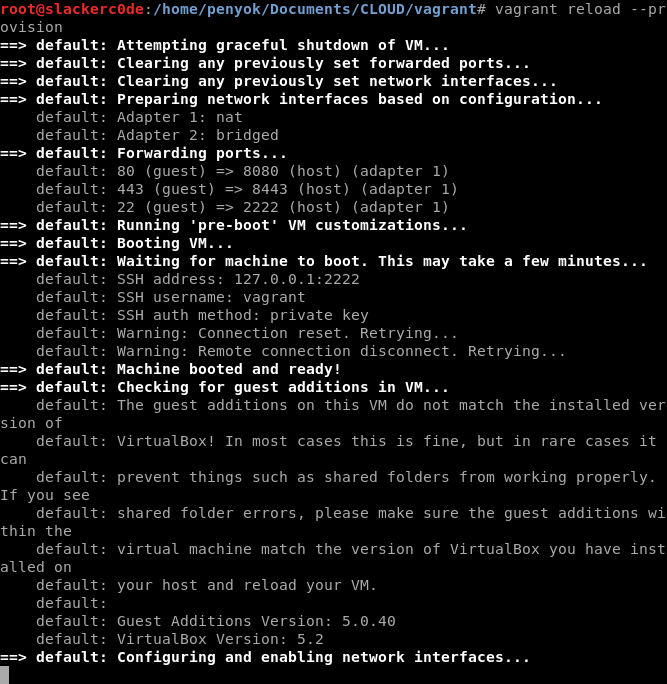 root@slackerc0de:/home/penyok/Documents/CLOUD/vagrant# vagrant reload --pr
ovision
==> default: Attempting graceful shutdown of VM...
==> default: Clearing any previously set forwarded ports...
==> default: Clearing any previously set network interfaces...
==> default: Preparing network interfaces based on configuration...
    default: Adapter 1: nat
    default: Adapter 2: bridged
==> default: Forwarding ports...
    default: 80 (guest) => 8080 (host) (adapter 1)
    default: 443 (guest) => 8443 (host) (adapter 1)
    default: 22 (guest) => 2222 (host) (adapter 1)
==> default: Running 'pre-boot' VM customizations...
==> default: Booting VM...
==> default: Waiting for machine to boot. This may take a few minutes...
    default: SSH address: 127.0.0.1:2222
    default: SSH username: vagrant
    default: SSH auth method: private key
    default: Warning: Connection reset. Retrying...
    default: Warning: Remote connection disconnect. Retrying...
==> default: Machine booted and ready!
==> default: Checking for guest additions in VM...
    default: The guest additions on this VM do not match the installed ver
sion of
    default: VirtualBox! In most cases this is fine, but in rare cases it
can
    default: prevent things such as shared folders from working properly.
If you see
    default: shared folder errors, please make sure the guest additions wi
thin the
    default: virtual machine match the version of VirtualBox you have inst
alled on
    default: your host and reload your VM.
    default:
    default: Guest Additions Version: 5.0.40
    default: VirtualBox Version: 5.2
==> default: Configuring and enabling network interfaces...